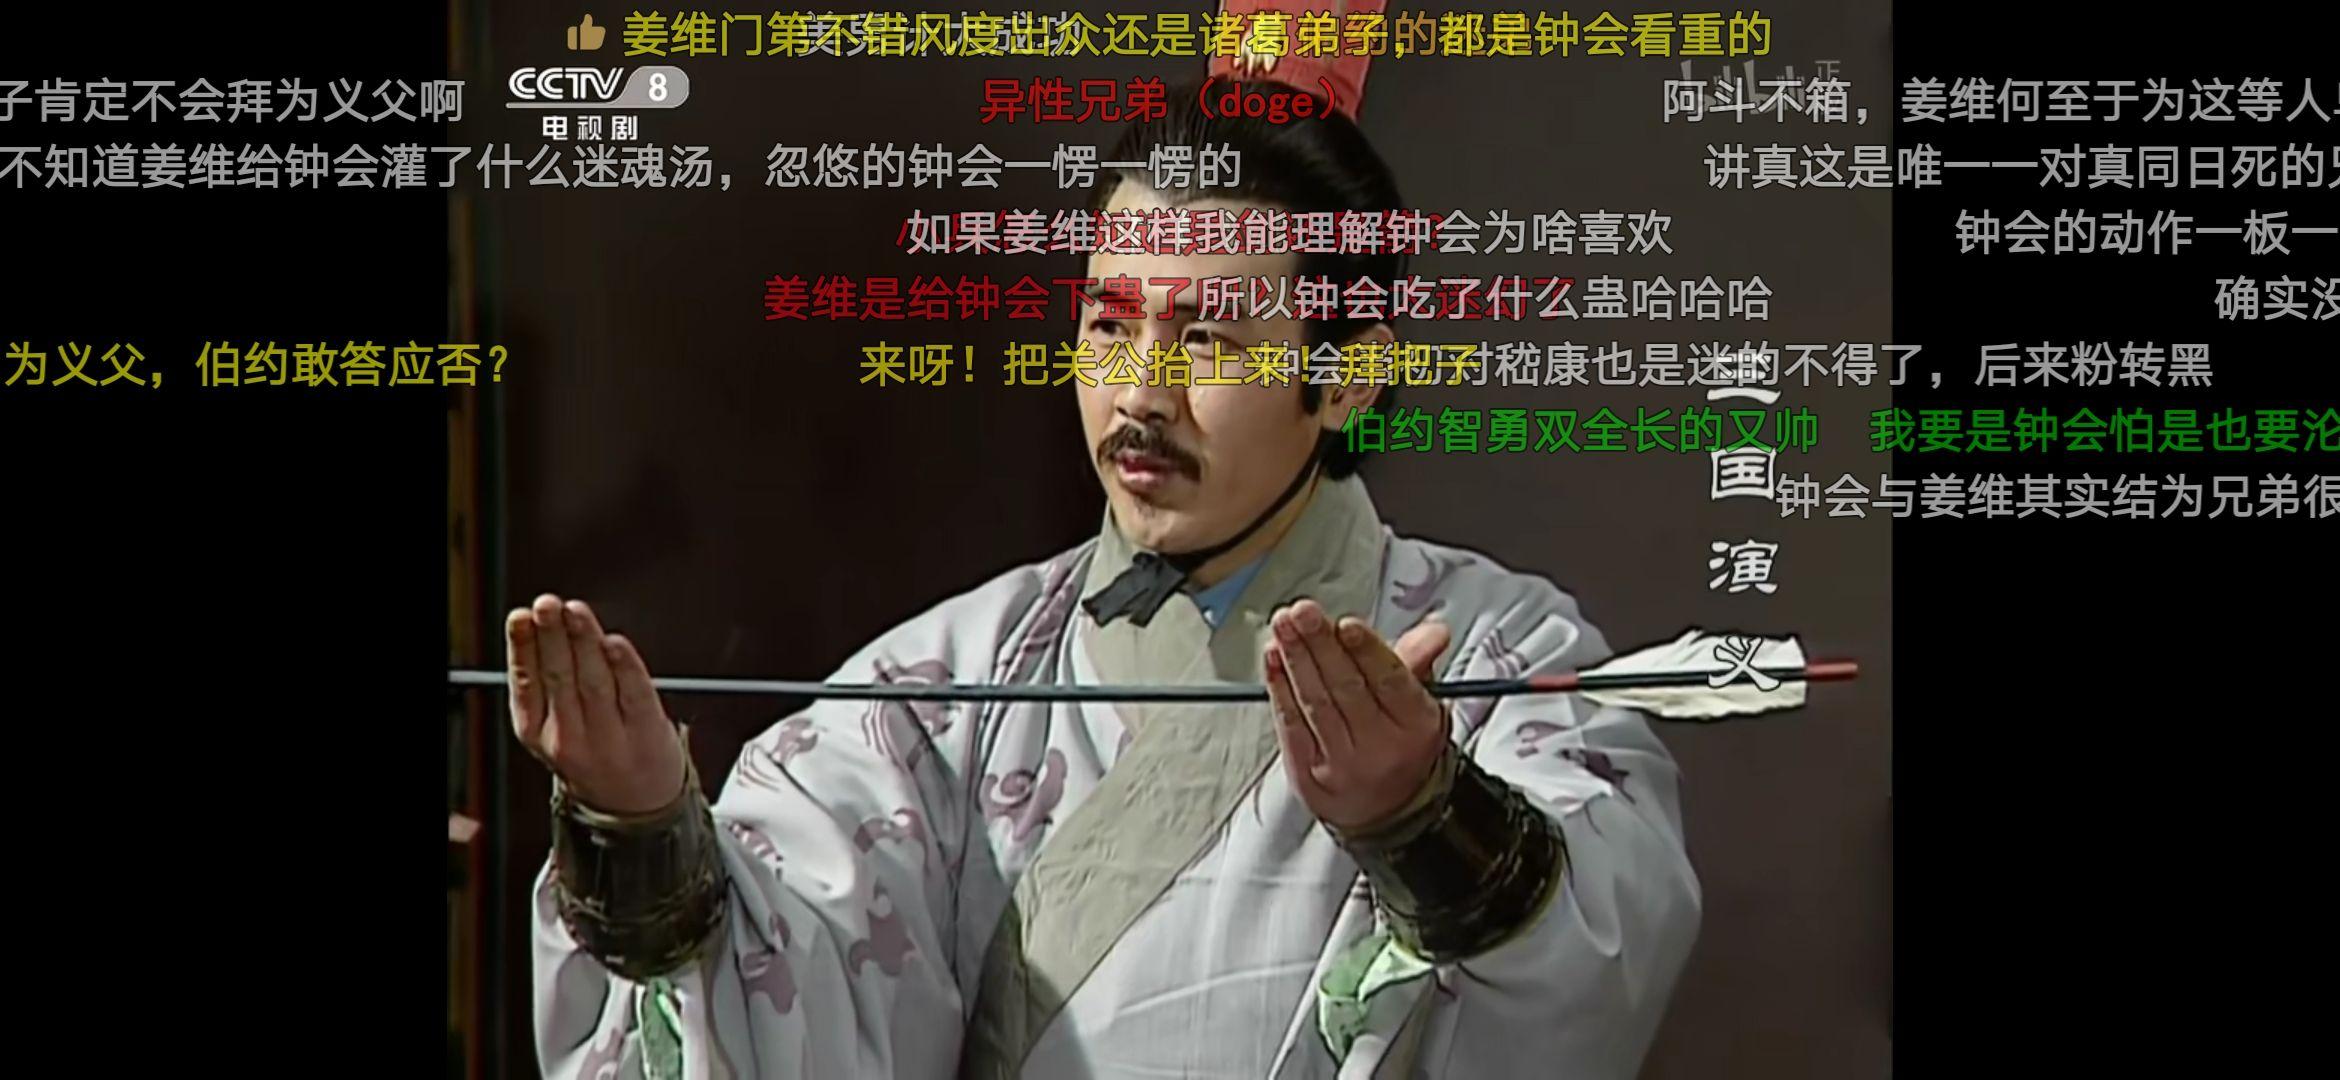 姜维门第不错风度出众还是诸葛弟子，都是钟会看重的
子肯定不会拜为义父啊
CCTV 8
电视剧
异性兄弟（doge）
阿斗不箱，姜维何至于为这等人
不知道姜维给钟会灌了什么迷魂汤，忽悠的钟会一愣一愣的
讲真这是唯一一对真同日死的
如果姜维这样我能理解钟会为啥喜欢
钟会的动作一板一
姜维是给钟会下蛊了
所以钟会吃了什么蛊哈哈哈
确实没
为义父，伯约敢答应否？
来呀！把关公抬上来！拜把子
对嵇康也是迷的不得了，后来粉转黑
伯约智勇双全长的又帅 我要是钟会怕是也要沦
钟会与姜维其实结为兄弟很
三国演义